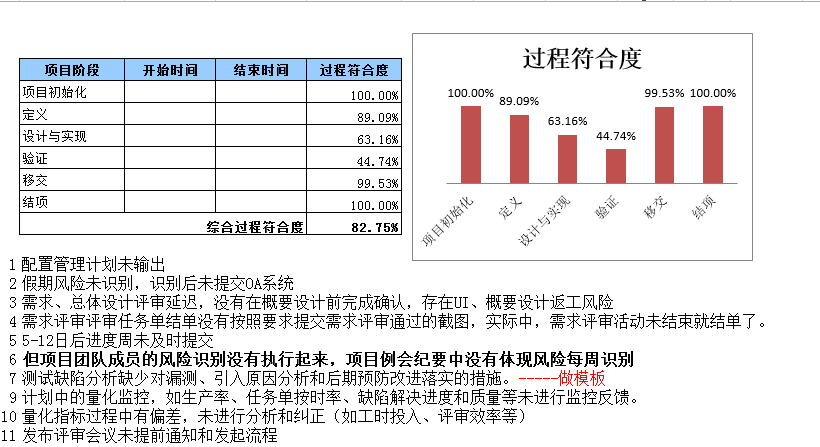 项目阶段 开始时间 结束时间 过程符合度
项目初始化 100.00%
定义 89.09%
设计与实现 63.16%
验证 44.74%
移交 99.53%
结项 100.00%
综合过程符合度 82.75%
过程符合度
100.00% 89.09% 63.16% 44.74% 99.53% 100.00%
项目初始化 定义 设计与实现 验证 移交 结项
1 配置管理计划未输出
2 假期风险未识别，识别后未提交OA系统
3 需求、总体设计评审延迟，没有在概要设计前完成确认，存在UI、概要设计返工风险
4 需求评审评审任务单结单没有按照要求提交需求评审通过的截图，实际中，需求评审活动未结束就结单了。
5 5-12日后进度周未及时提交
6 但项目团队成员的风险识别没有执行起来，项目例会纪要中没有体现风险每周识别
7 测试缺陷分析缺少对漏测、引入原因分析和后期预防改进落实的措施。-----做模板
9 计划中的量化监控，如生产率、任务单按时率、缺陷解决进度和质量等未进行监控反馈。
10 量化指标过程中有偏差，未进行分析和纠正（如工时投入、评审效率等）
11 发布评审会议未提前通知和发起流程